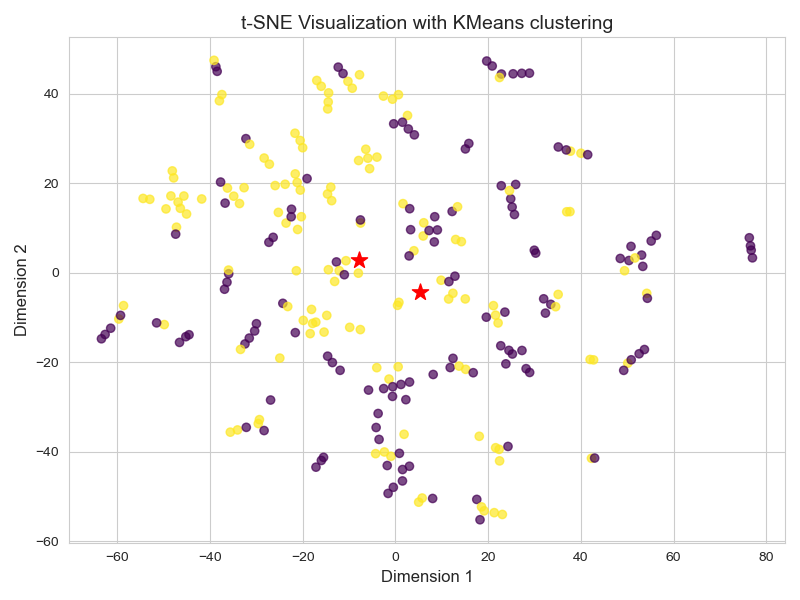 t-SNE Visualization with KMeans clustering
Dimension 2
40
20
0
−20
−40
−60
−60 −40 −20 0 20 40 60 80
Dimension 1